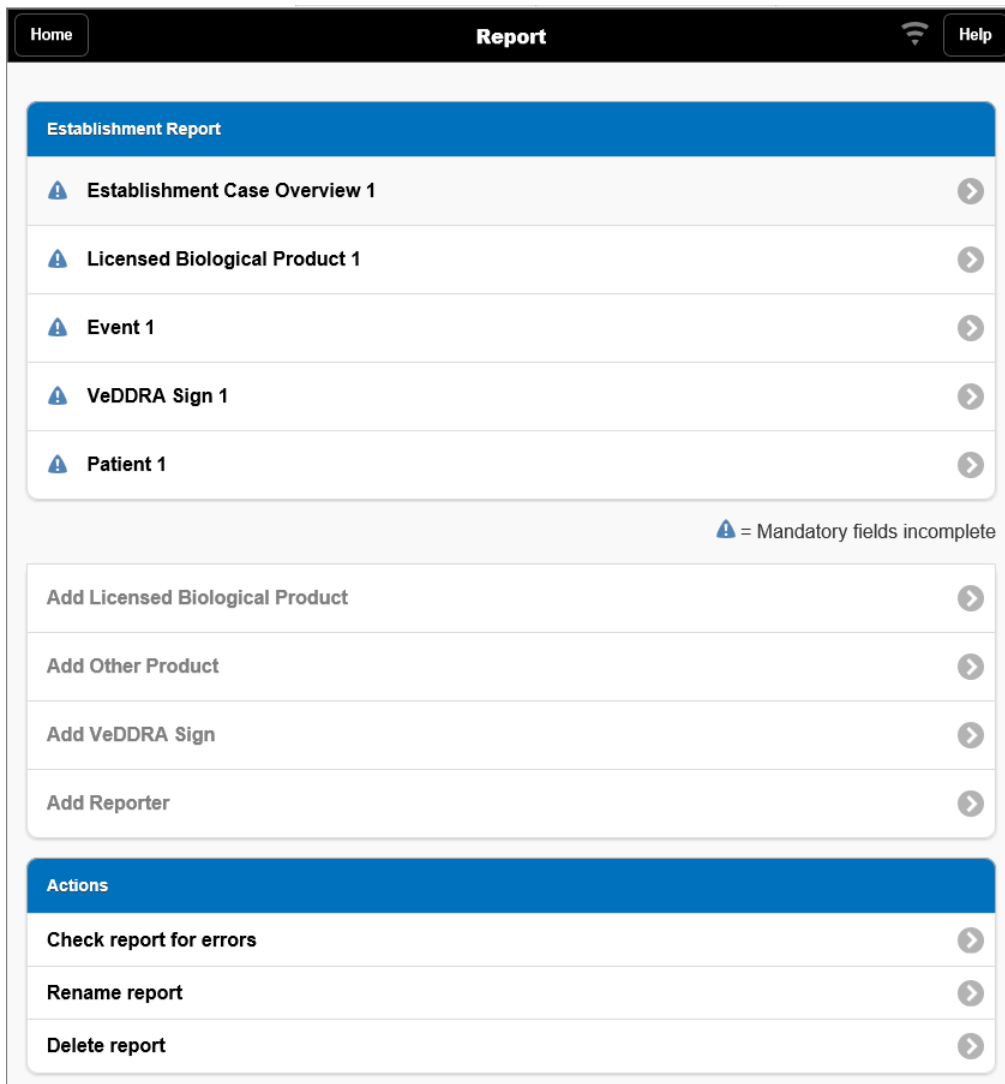 Home
Report
Help
Establishment Report
Establishment Case Overview 1
Licensed Biological Product 1
Event 1
VeDDRA Sign 1
Patient 1
= Mandatory fields incomplete
Add Licensed Biological Product
Add Other Product
Add VeDDRA Sign
Add Reporter
Actions
Check report for errors
Rename report
Delete report